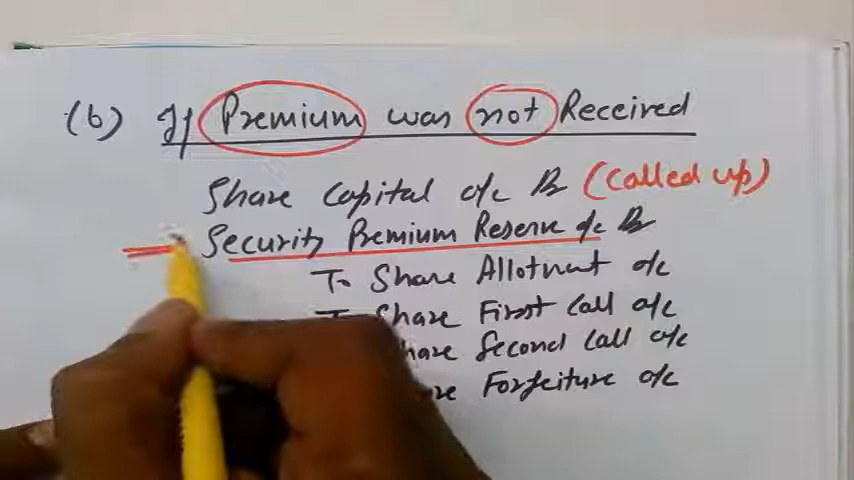 (b) If Premium was not Received
Share Capital a/c Dr (Called up)
Security Premium Reserve a/c Dr
To Share Allotment a/c
Share First Call a/c
Share Second Call a/c
Forfeiture a/c